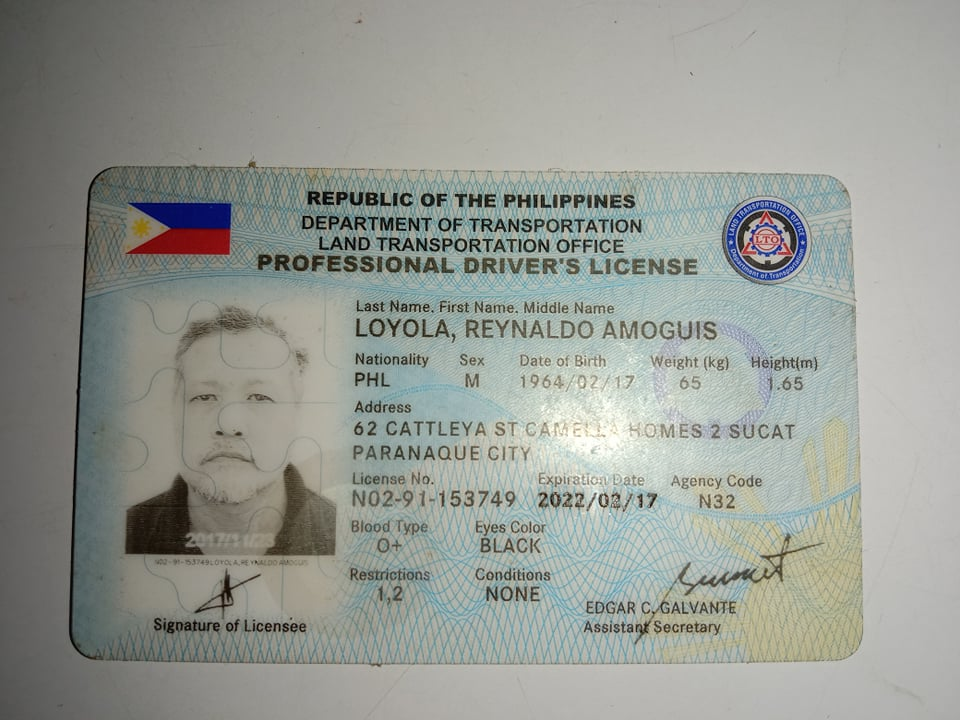 REPUBLIC OF THE PHILIPPINES
DEPARTMENT OF TRANSPORTATION
LAND TRANSPORTATION OFFICE
PROFESSIONAL DRIVER'S LICENSE
LAND TRANSPORTATION OFFICE
LTO
Department of Transportation
Last Name. First Name. Middle Name
LOYOLA, REYNALDO AMOGUIS
Nationality Sex Date of Birth Weight (kg) Height(m)
PHL M 1964/02/17 65 1.65
Address
62 CATTLEYA ST CAMELLA HOMES 2 SUCAT
PARANAQUE CITY
License No. Expiration Date Agency Code
N02-91-153749 2022/02/17 N32
Blood Type Eyes Color
O+ BLACK
Restrictions Conditions
1,2 NONE
2017/11/23
N02-91-153749 LOYOLA, REYNALDO AMOGUIS
Signature of Licensee
EDGAR C. GALVANTE
Assistant Secretary